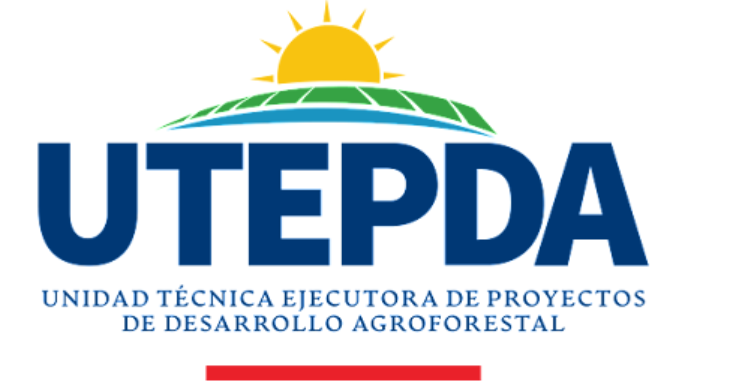 UTEPDA
UNIDAD TÉCNICA EJECUTORA DE PROYECTOS
DE DESARROLLO AGROFORESTAL